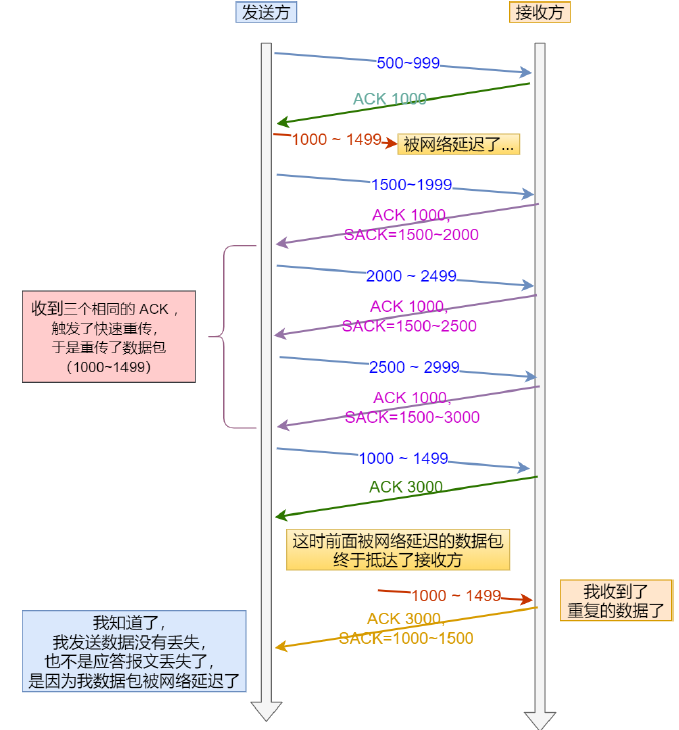 发送方
接收方
500~999
ACK 1000
1000 ~ 1499
被网络延迟了...
1500~1999
ACK 1000,
SACK=1500~2000
2000 ~ 2499
收到三个相同的 ACK ，
触发了快速重传，
于是重传了数据包
（1000~1499）
ACK 1000,
SACK=1500~2500
2500 ~ 2999
ACK 1000,
SACK=1500~3000
1000 ~ 1499
ACK 3000
这时前面被网络延迟的数据包
终于抵达了接收方
1000 ~ 1499
我收到了
重复的数据了
ACK 3000,
SACK=1000~1500
我知道了，
我发送数据没有丢失，
也不是应答报文丢失了，
是因为我数据包被网络延迟了